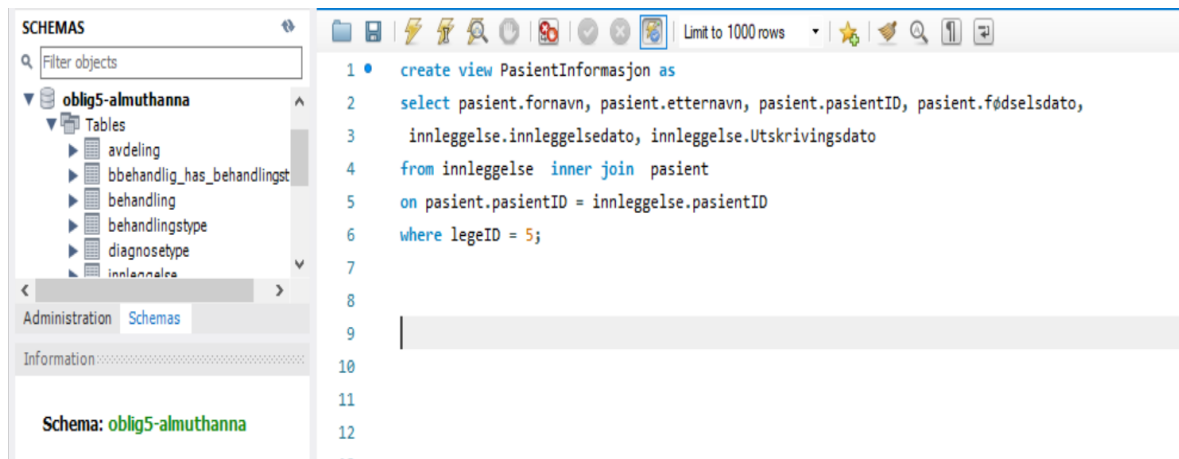 SCHEMAS
Filter objects
oblig5-almuthanna
Tables
avdeling
bbehandlig_has_behandlingst
behandling
behandlingstype
diagnosetype
innleggelse
Administration Schemas
Information
Schema: oblig5-almuthanna
Limit to 1000 rows
1 create view PasientInformasjon as
2 select pasient.fornavn, pasient.etternavn, pasient.pasientID, pasient.fødselsdato,
3 innleggelse.innleggelsedato, innleggelse.Utskrivingsdato
4 from innleggelse inner join pasient
5 on pasient.pasientID = innleggelse.pasientID
6 where legeID = 5;
7
8
9
10
11
12